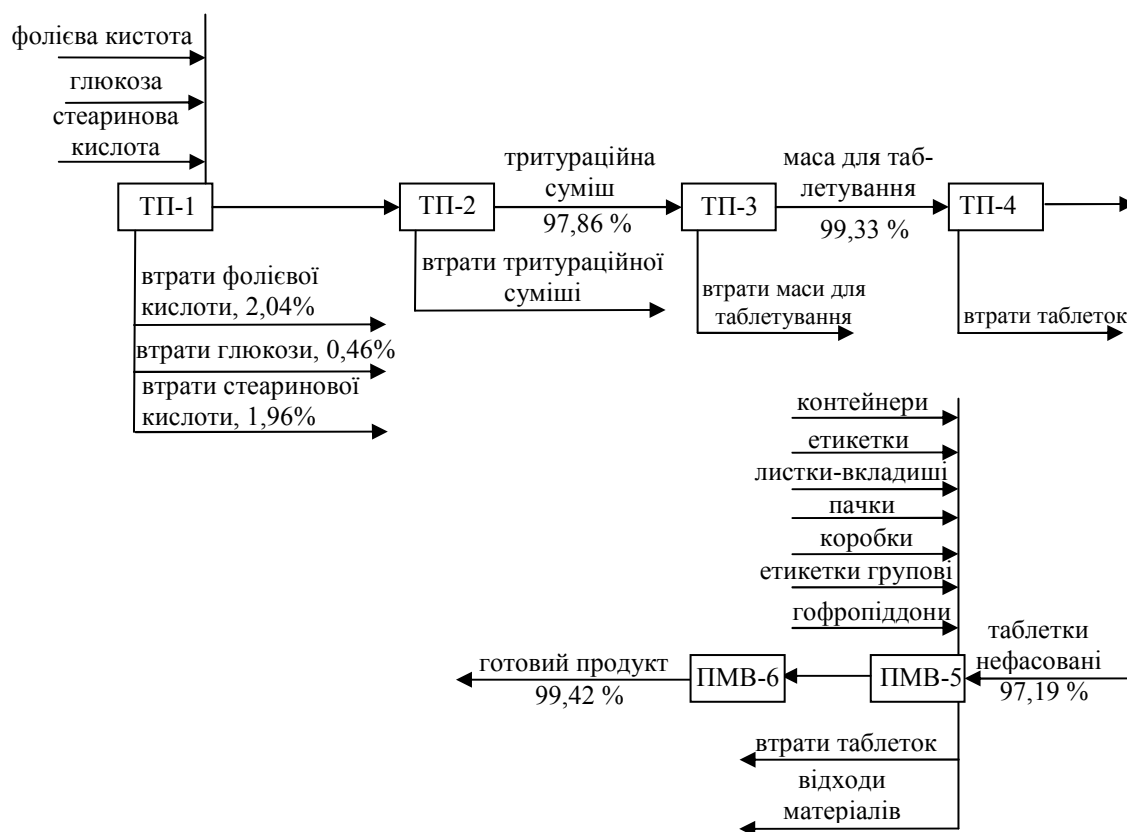 фолієва кистота
глюкоза
стеаринова
кислота
ТП-1
ТП-2
тритураційна
суміш
97,86 %
ТП-3
маса для таб-
летування
99,33 %
ТП-4
втрати фолієвої
кислоти, 2,04%
втрати глюкози, 0,46%
втрати стеаринової
кислоти, 1,96%
втрати тритураційної
суміші
втрати маси для
таблетування
втрати таблеток
контейнери
етикетки
листки-вкладиші
пачки
коробки
етикетки групові
гофропіддони
готовий продукт
99,42 %
ПМВ-6
ПМВ-5
таблетки
нефасовані
97,19 %
втрати таблеток
відходи
матеріалів